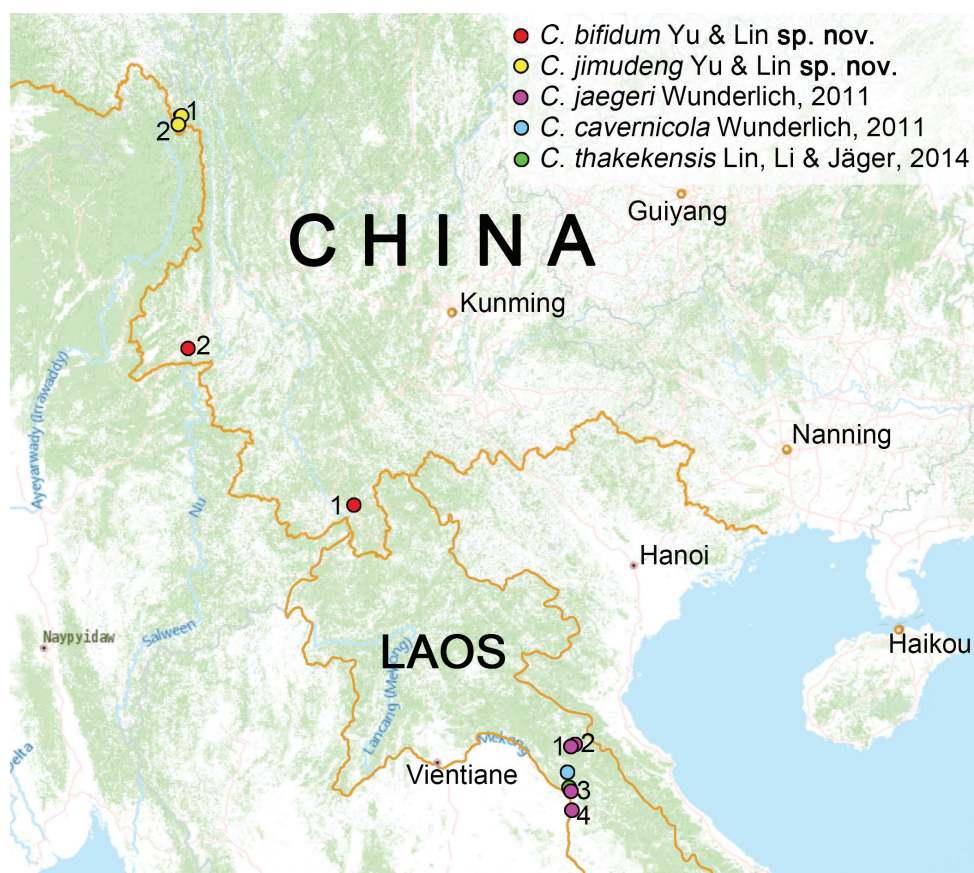 C. bifidum Yu & Lin sp. nov.
C. jimudeng Yu & Lin sp. nov.
C. jaegeri Wunderlich, 2011
C. cavernicola Wunderlich, 2011
C. thakekensis Lin, Li & Jäger, 2014
1
2
Guiyang
CHINA
Kunming
2
Ayeyarwady (Irrawaddy)
Nanning
Nu
1
Hanoi
Naypyidaw
Salween
LAOS
Haikou
Lancang (Mekong)
Mekong
1 2
elta
Vientiane
3
4